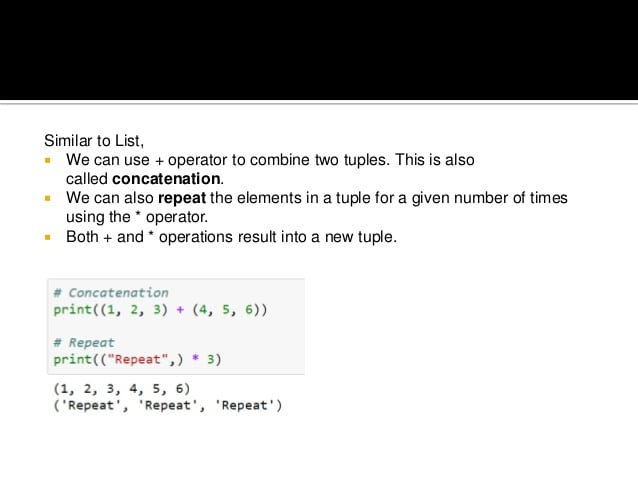 Similar to List,
We can use + operator to combine two tuples. This is also
called concatenation.
We can also repeat the elements in a tuple for a given number of times
using the * operator.
Both + and * operations result into a new tuple.
# Concatenation
print((1, 2, 3) + (4, 5, 6))
# Repeat
print(("Repeat",) * 3)
(1, 2, 3, 4, 5, 6)
('Repeat', 'Repeat', 'Repeat')